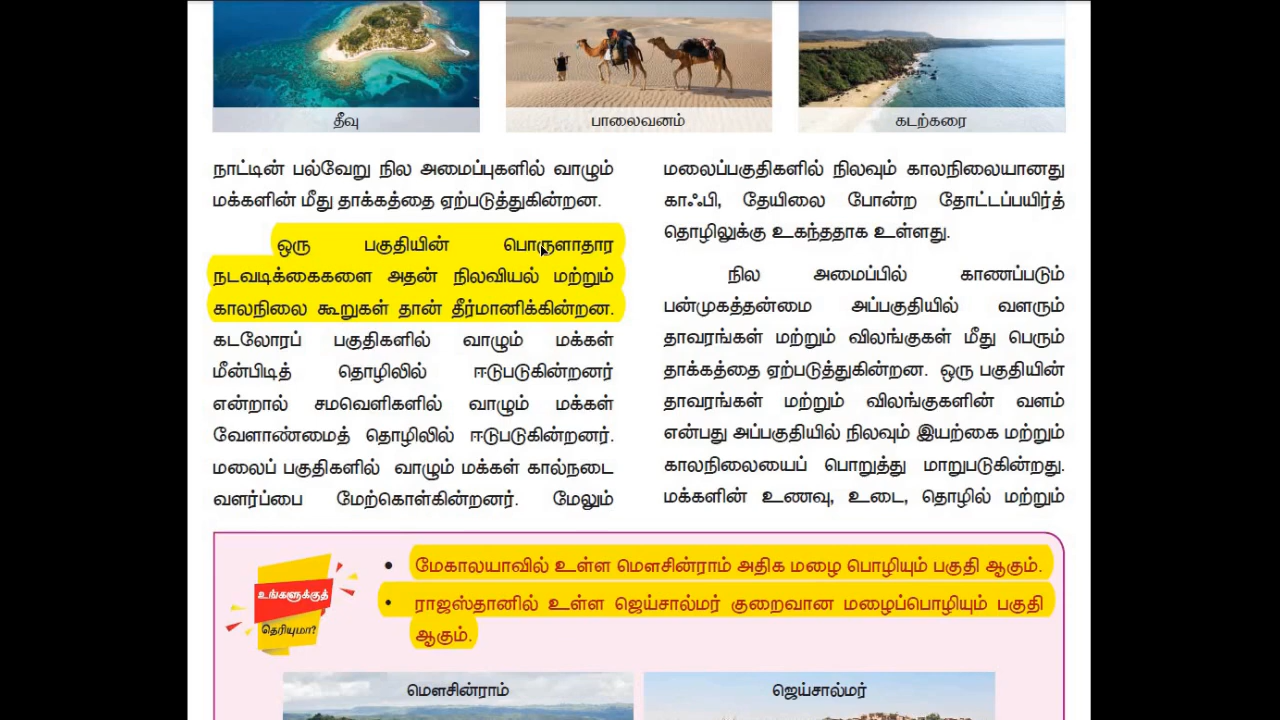 தீவு
பாலைவனம்
கடற்கரை
நாட்டின் பல்வேறு நில அமைப்புகளில் வாழும்
மக்களின் மீது தாக்கத்தை ஏற்படுத்துகின்றன.
ஒரு பகுதியின் பொருளாதார
நடவடிக்கைகளை அதன் நிலவியல் மற்றும்
காலநிலை கூறுகள் தான் தீர்மானிக்கின்றன.
கடலோரப் பகுதிகளில் வாழும் மக்கள்
மீன்பிடித் தொழிலில் ஈடுபடுகின்றனர்
என்றால் சமவெளிகளில் வாழும் மக்கள்
வேளாண்மைத் தொழிலில் ஈடுபடுகின்றனர்.
மலைப் பகுதிகளில் வாழும் மக்கள் கால்நடை
வளர்ப்பை மேற்கொள்கின்றனர். மேலும்
மலைப்பகுதிகளில் நிலவும் காலநிலையானது
காஃபி, தேயிலை போன்ற தோட்டப்பயிர்த்
தொழிலுக்கு உகந்ததாக உள்ளது.
நில அமைப்பில் காணப்படும்
பன்முகத்தன்மை அப்பகுதியில் வளரும்
தாவரங்கள் மற்றும் விலங்குகள் மீது பெரும்
தாக்கத்தை ஏற்படுத்துகின்றன. ஒரு பகுதியின்
தாவரங்கள் மற்றும் விலங்குகளின் வளம்
என்பது அப்பகுதியில் நிலவும் இயற்கை மற்றும்
காலநிலையைப் பொறுத்து மாறுபடுகின்றது.
மக்களின் உணவு, உடை, தொழில் மற்றும்
உங்களுக்குத்
தெரியுமா?
• மேகாலயாவில் உள்ள மௌசின்ராம் அதிக மழை பொழியும் பகுதி ஆகும்.
• ராஜஸ்தானில் உள்ள ஜெய்சால்மர் குறைவான மழைப்பொழியும் பகுதி
ஆகும்.
மௌசின்ராம்
ஜெய்சால்மர்